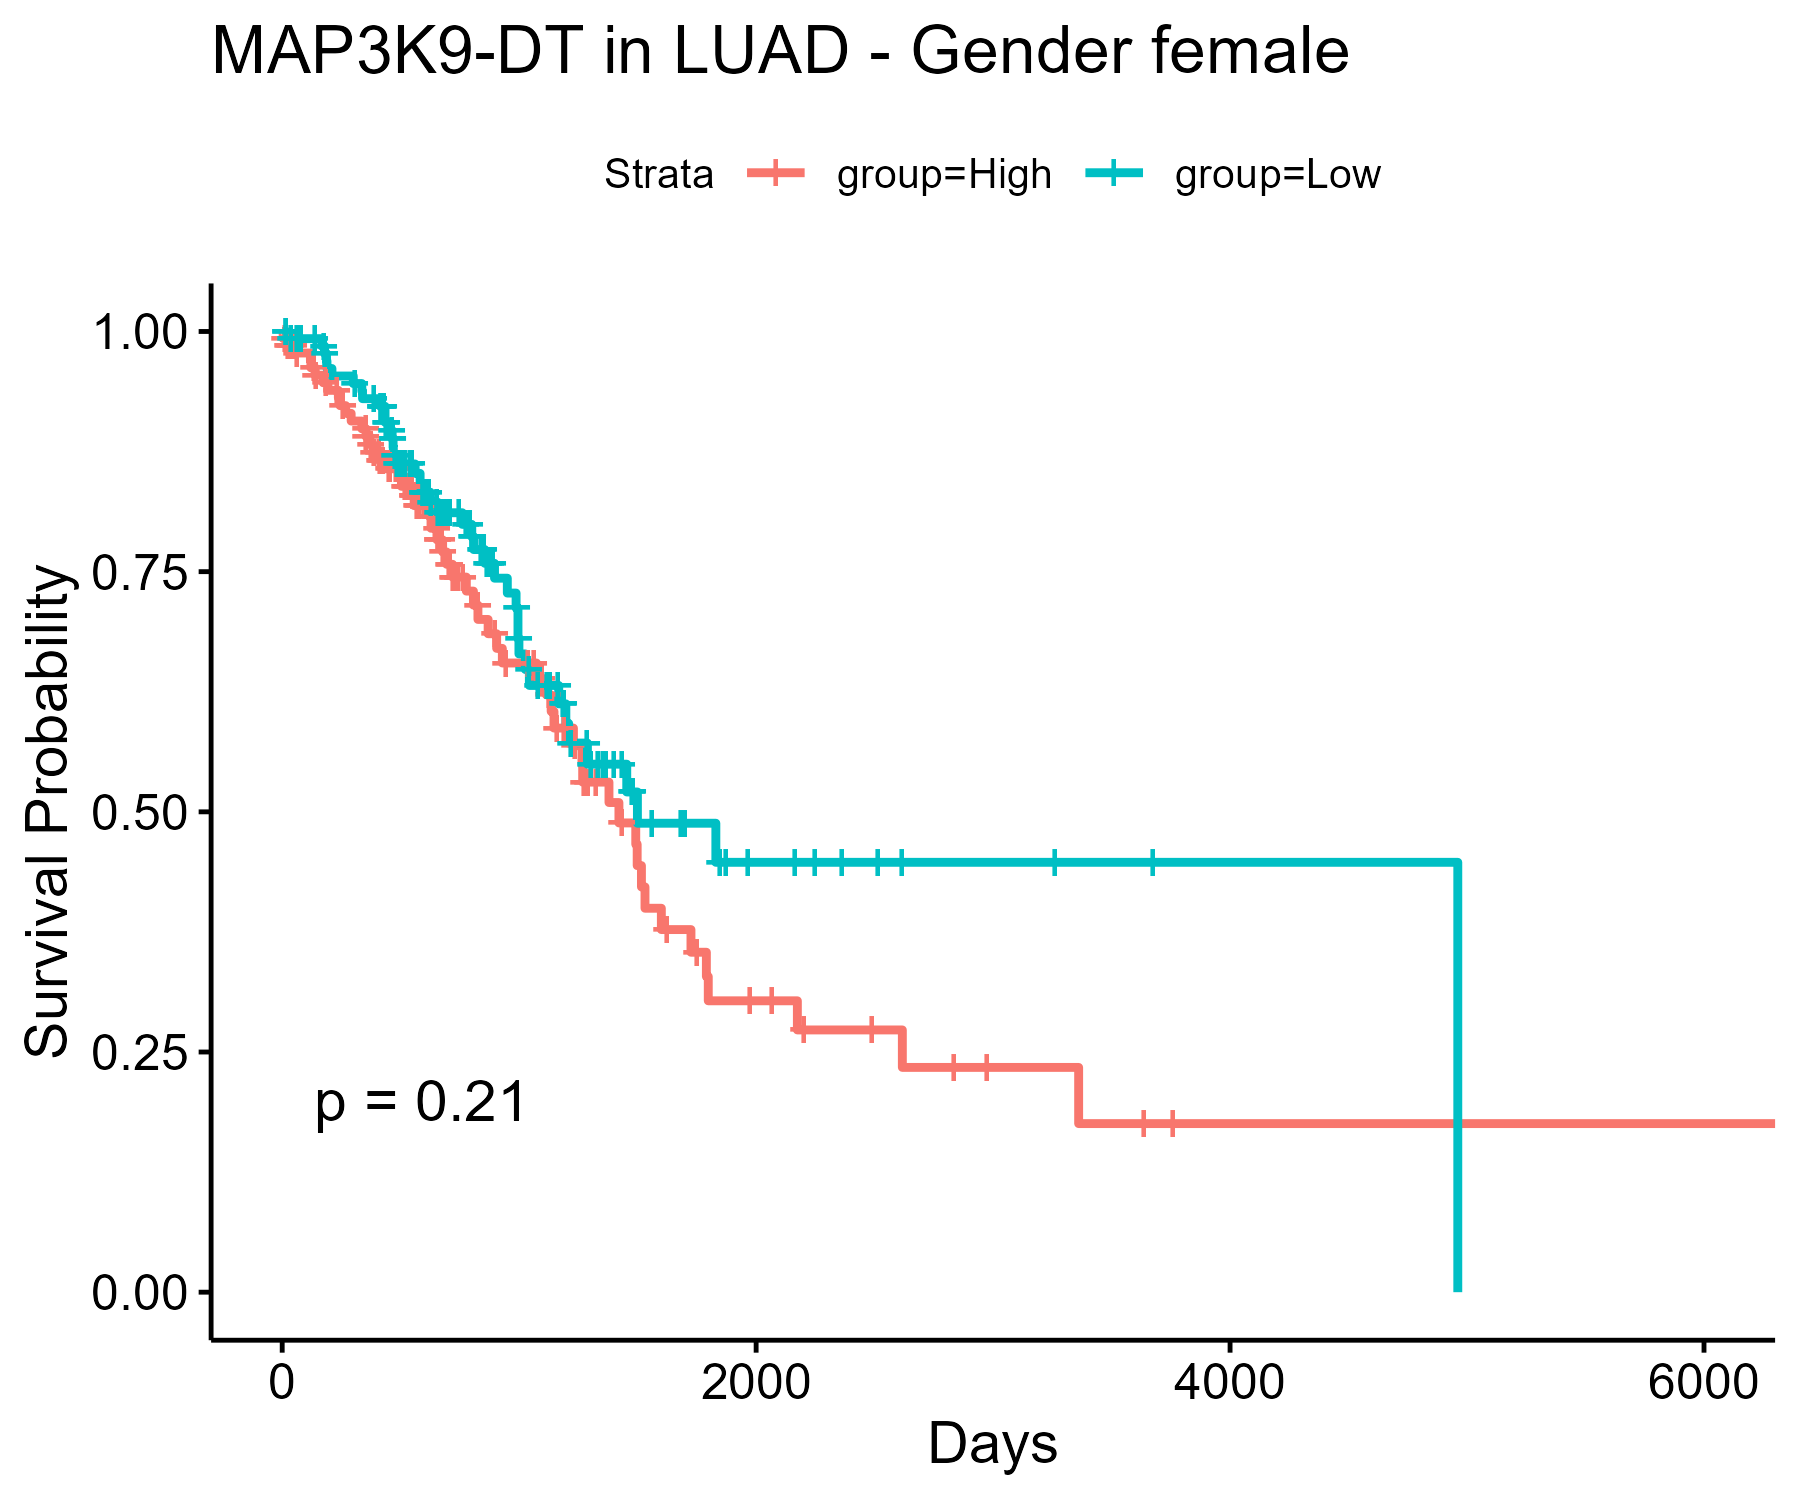 MAP3K9-DT in LUAD - Gender female
Strata group=High group=Low
Survival Probability
1.00
0.75
0.50
0.25
0.00
p = 0.21
0 2000 4000 6000
Days